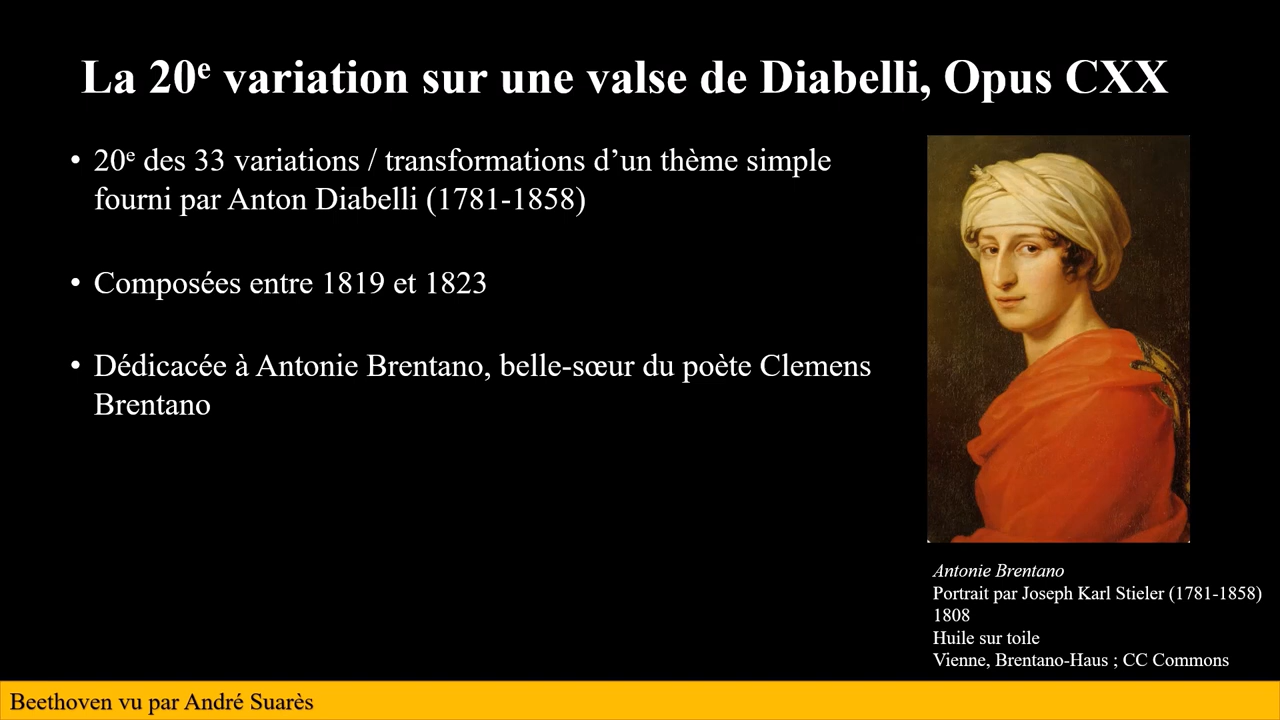 La 20e variation sur une valse de Diabelli, Opus CXX
• 20e des 33 variations / transformations d’un thème simple
fourni par Anton Diabelli (1781-1858)
• Composées entre 1819 et 1823
• Dédicacée à Antonie Brentano, belle-sœur du poète Clemens
Brentano
Antonie Brentano
Portrait par Joseph Karl Stieler (1781-1858)
1808
Huile sur toile
Vienne, Brentano-Haus ; CC Commons
Beethoven vu par André Suarès